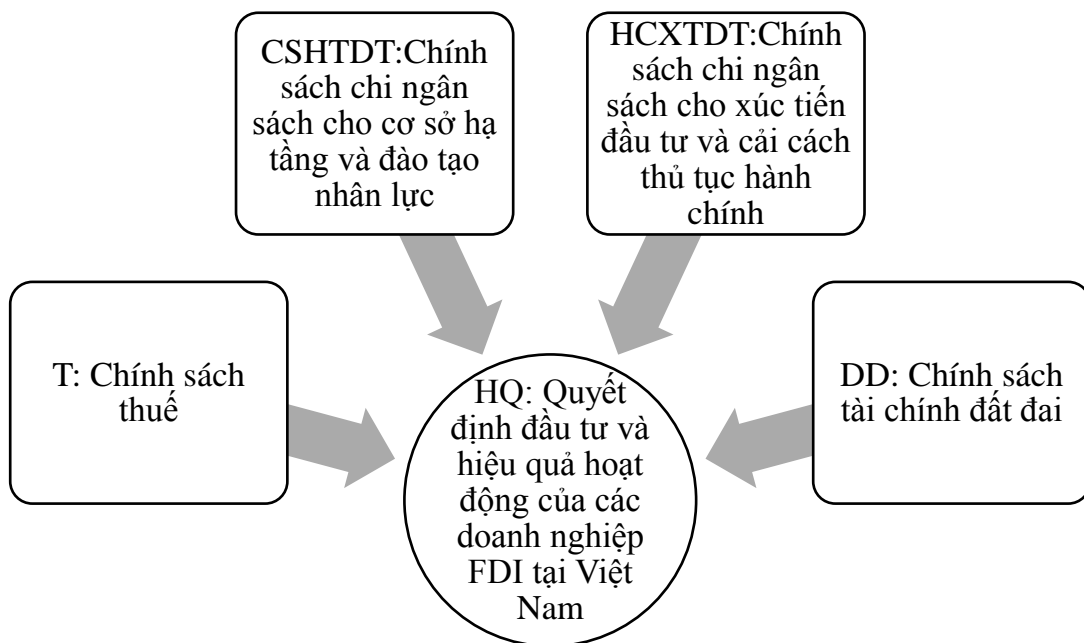 CSHTDT:Chính
sách chi ngân
sách cho cơ sở hạ
tầng và đào tạo
nhân lực
HCXTDT:Chính
sách chi ngân
sách cho xúc tiến
đầu tư và cải cách
thủ tục hành
chính
T: Chính sách
thuế
HQ: Quyết
định đầu tư và
hiệu quả hoạt
động của các
doanh nghiệp
FDI tại Việt
Nam
DD: Chính sách
tài chính đất đai